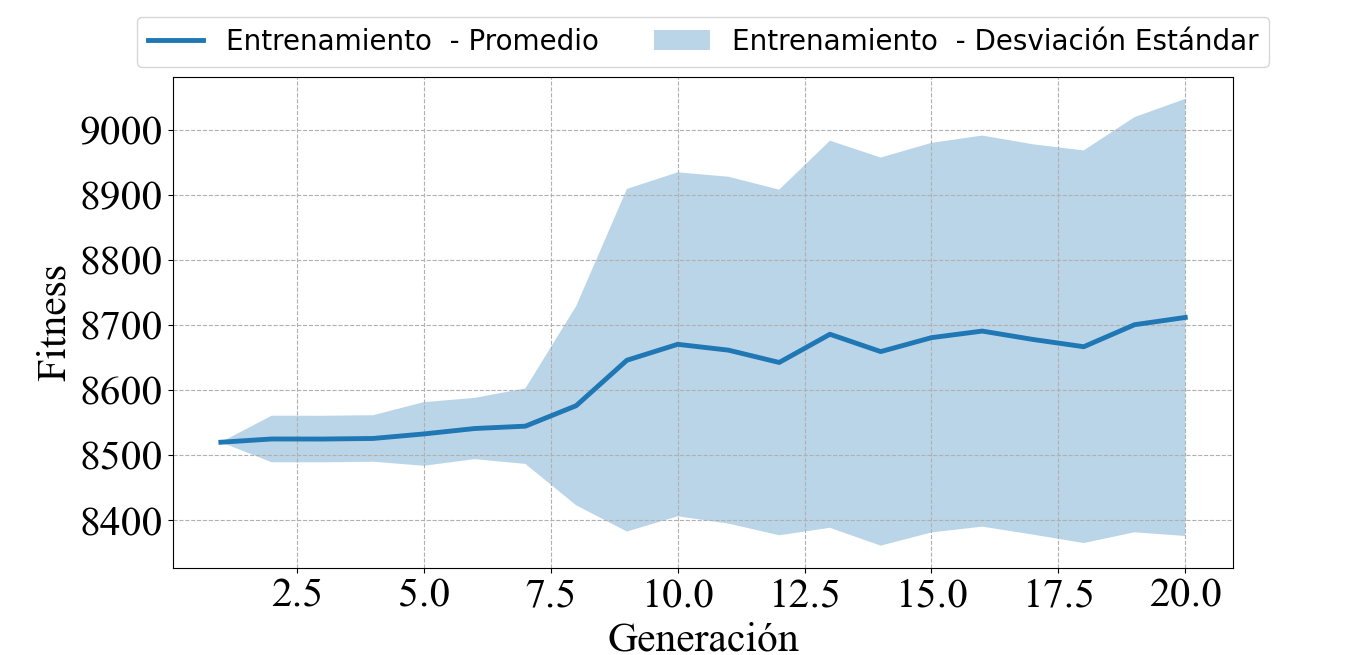 Entrenamiento - Promedio
Entrenamiento - Desviación Estándar
9000
8900
8800
8700
8600
8500
8400
Fitness
2.5 5.0 7.5 10.0 12.5 15.0 17.5 20.0
Generación